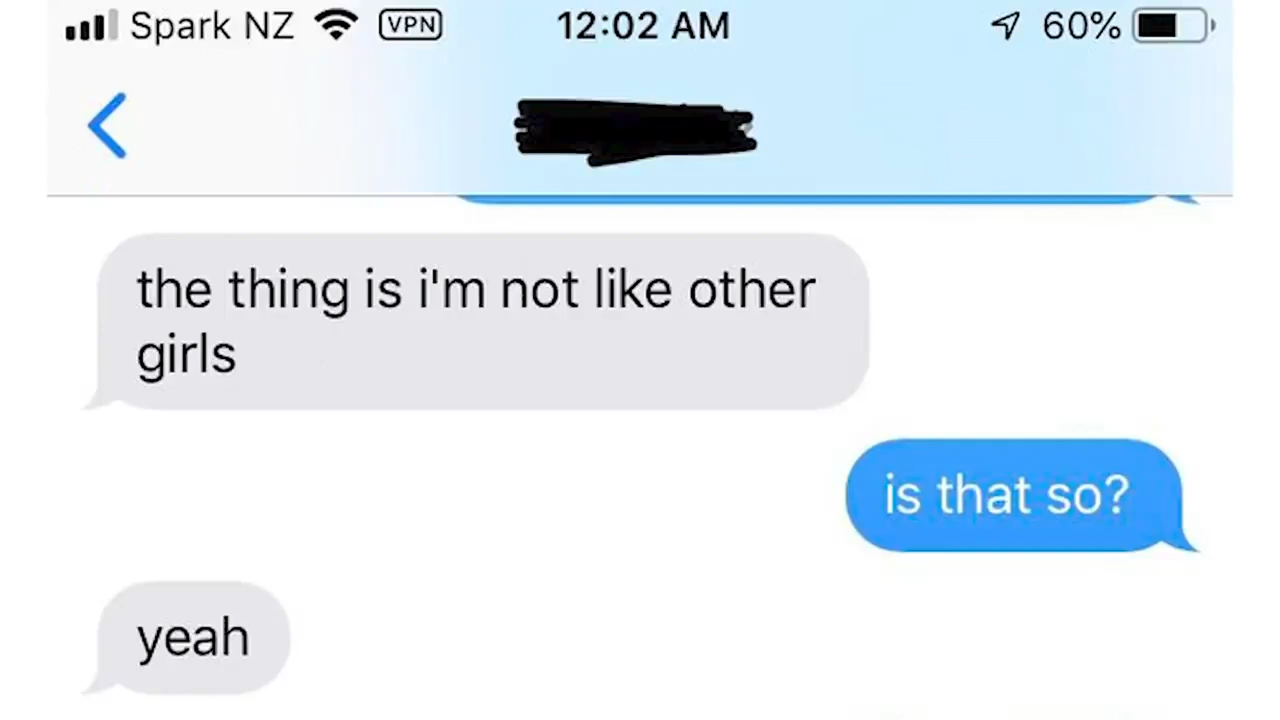 Spark NZ VPN 12:02 AM 60%
the thing is i'm not like other
girls
is that so?
yeah